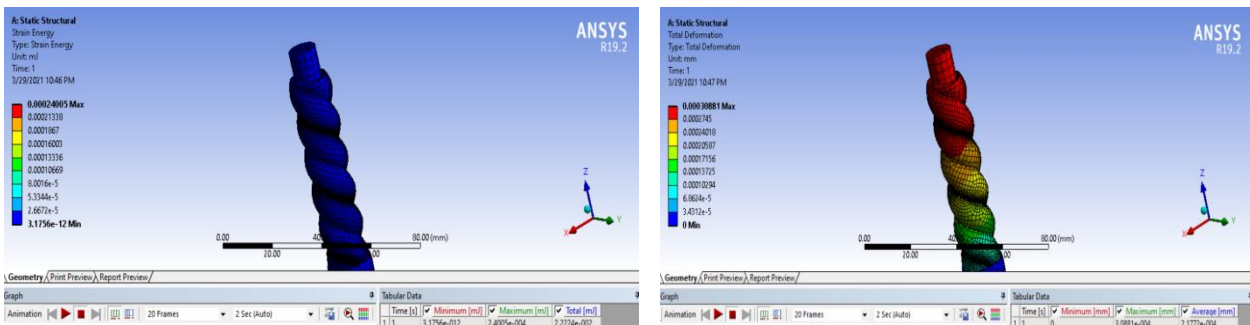 A: Static Structural
Strain Energy
Type: Strain Energy
Unit: mJ
Time: 1
3/29/2021 10:46 PM
0.00024005 Max
0.00021338
0.0001867
0.00016003
0.00013336
0.00010669
8.0016e-5
5.3344e-5
2.6672e-5
3.1756e-12 Min
ANSYS
R19.2
Z
X
Y
0.00
80.00 (mm)
20.00
Geometry Print Preview Report Preview
Graph
Animation
20 Frames
2 Sec (Auto)
Tabular Data
Time [s] Minimum [mJ] Maximum [mJ] Total [mJ]
1 1. 3.1756e-012 2.4005e-004 2.2224e-002
A: Static Structural
Total Deformation
Type: Total Deformation
Unit: mm
Time: 1
3/29/2021 10:47 PM
0.00030881 Max
0.0002745
0.00024018
0.00020587
0.00017156
0.00013725
0.00010294
6.8624e-5
3.4312e-5
0 Min
ANSYS
R19.2
Z
X
Y
0.00
80.00 (mm)
20.00
Geometry Print Preview Report Preview
Graph
Animation
20 Frames
2 Sec (Auto)
Tabular Data
Time [s] Minimum [mm] Maximum [mm] Average [mm]
1 1. 0. 3.0881e-004 2.1772e-004